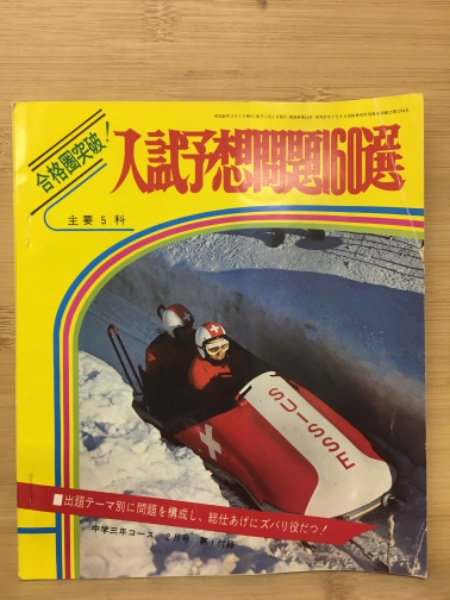 合格圏突破!
入試予想問題160選
主要5科
SUISSE
■出題テーマ別に問題を構成し、総仕あげにズバリ役だつ!
中学三年コース 2月号 第1付録